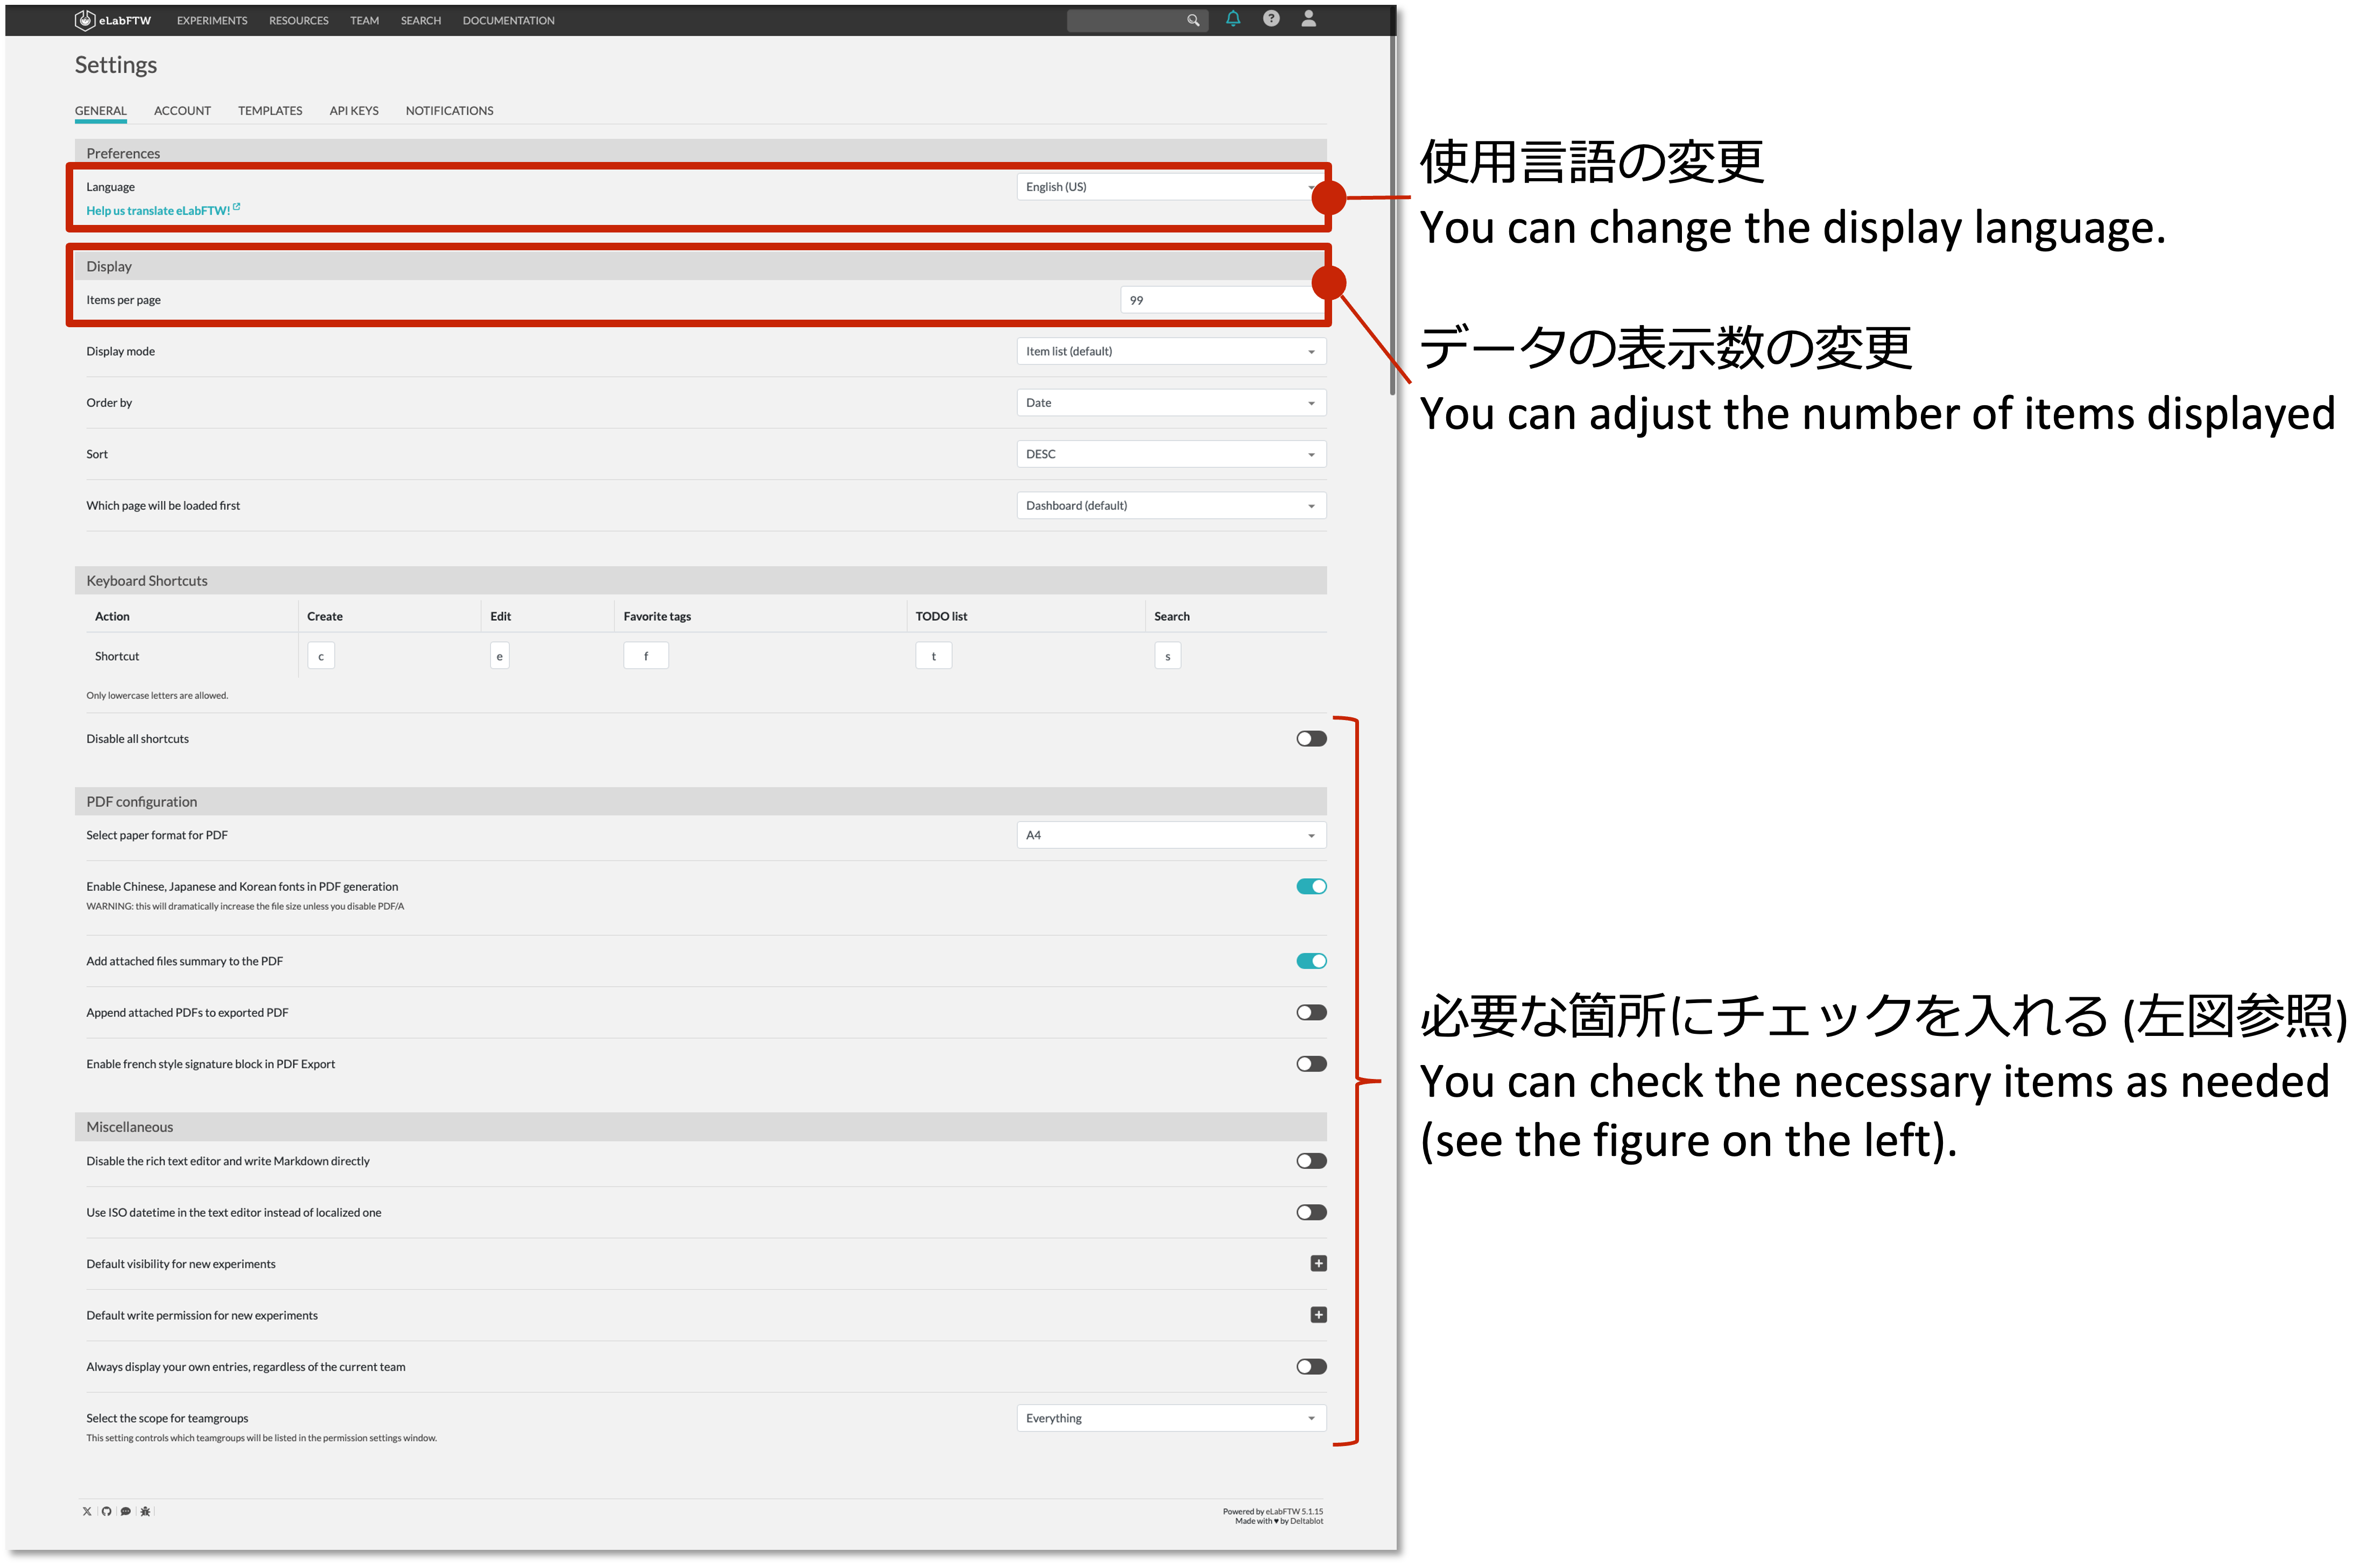 eLabFTW EXPERIMENTS RESOURCES TEAM SEARCH DOCUMENTATION
Settings
GENERAL ACCOUNT TEMPLATES API KEYS NOTIFICATIONS
Preferences
Language English (US)
Help us translate eLabFTW!
使用言語の変更
You can change the display language.
Display
Items per page 99
データの表示数の変更
You can adjust the number of items displayed
Display mode Item list (default)
Order by Date
Sort DESC
Which page will be loaded first Dashboard (default)
Keyboard Shortcuts
Action Create Edit Favorite tags TODO list Search
Shortcut c e f t s
Only lowercase letters are allowed.
Disable all shortcuts
PDF configuration
Select paper format for PDF A4
Enable Chinese, Japanese and Korean fonts in PDF generation
WARNING: this will dramatically increase the file size unless you disable PDF/A
Add attached files summary to the PDF
Append attached PDFs to exported PDF
Enable french style signature block in PDF Export
必要な箇所にチェックを入れる (左図参照)
You can check the necessary items as needed
(see the figure on the left).
Miscellaneous
Disable the rich text editor and write Markdown directly
Use ISO datetime in the text editor instead of localized one
Default visibility for new experiments
Default write permission for new experiments
Always display your own entries, regardless of the current team
Select the scope for teamgroups Everything
This setting controls which teamgroups will be listed in the permission settings window.
Powered by eLabFTW 5.1.15
Made with ♥ by Deltablot